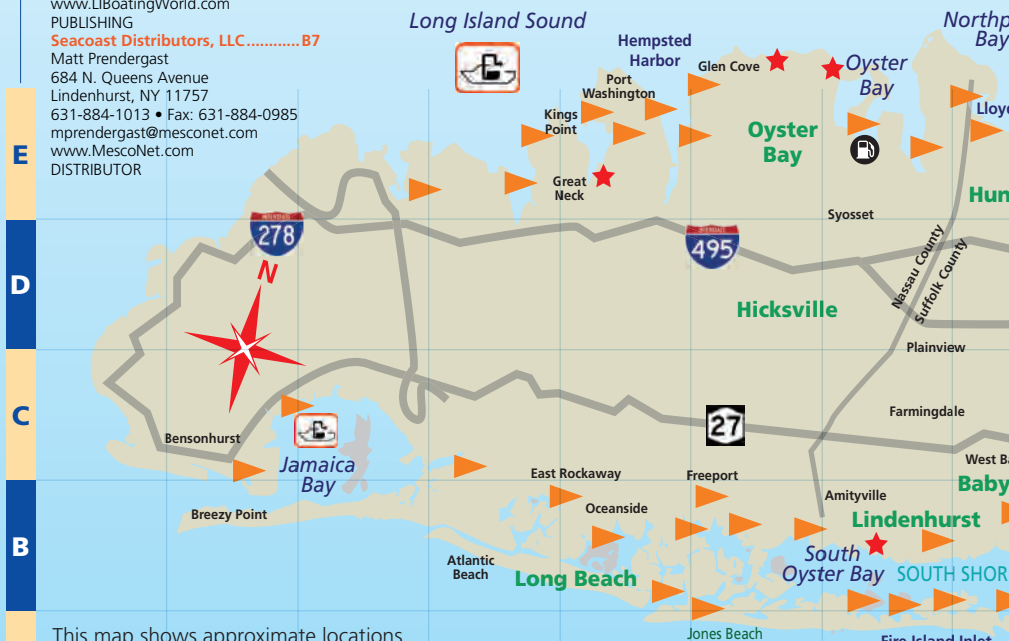 www.LIBoatingWorld.com
PUBLISHING
Seacoast Distributors, LLC............B7
Matt Prendergast
684 N. Queens Avenue
Lindenhurst, NY 11757
631-884-1013 • Fax: 631-884-0985
mprendergast@mesconet.com
www.MescoNet.com
DISTRIBUTOR
Long Island Sound
Northp
Bay
Hempsted
Harbor
Glen Cove
Oyster
Bay
Port
Washington
Kings
Point
Lloyd
Oyster
Bay
E
Great
Neck
Hun
Syosset
INTERSTATE
278
INTERSTATE
495
N
Nassau County
Suffolk County
D
Hicksville
Plainview
C
Farmingdale
27
Bensonhurst
West Ba
Jamaica
Bay
East Rockaway
Freeport
Baby
Amityville
Oceanside
Breezy Point
Lindenhurst
B
South
Oyster Bay
SOUTH SHOR
Atlantic
Beach
Long Beach
This map shows approximate locations
Jones Beach
Fire Island Inlet